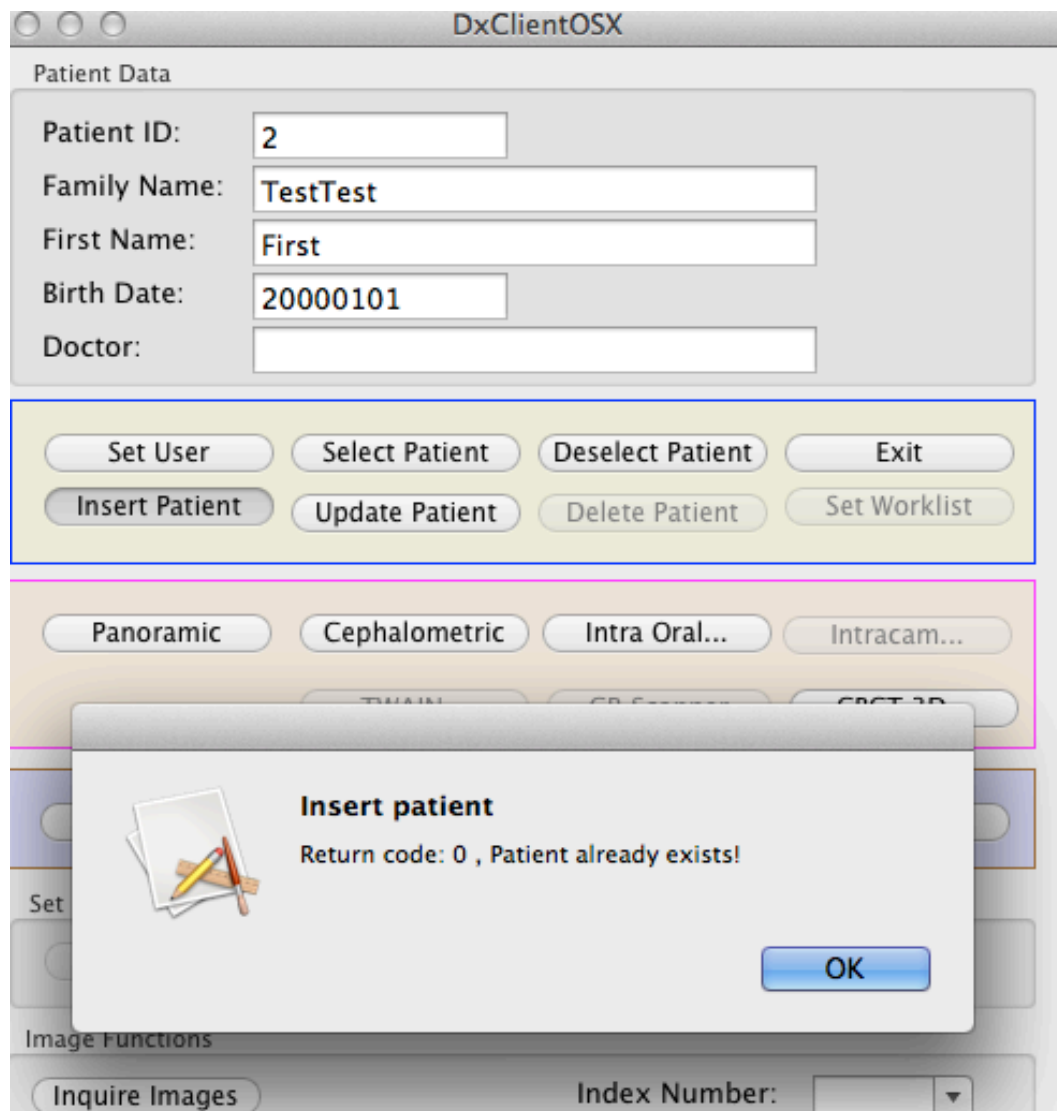 DxClientOSX
Patient Data
Patient ID: 2
Family Name: TestTest
First Name: First
Birth Date: 20000101
Doctor:
Set User Select Patient Deselect Patient Exit
Insert Patient Update Patient Delete Patient Set Worklist
Panoramic Cephalometric Intra Oral... Intracam...
Insert patient
Return code: 0 , Patient already exists!
Set
OK
Image Functions
Inquire Images Index Number: